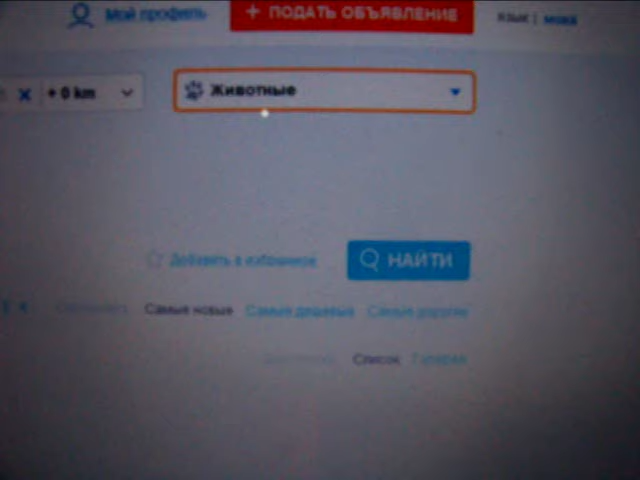 Мой профиль + ПОДАТЬ ОБЪЯВЛЕНИЕ язык | мова
+ 0 km Животные
Добавить в избранное НАЙТИ
Самые новые Самые дешевые Самые дорогие
Список Галерея